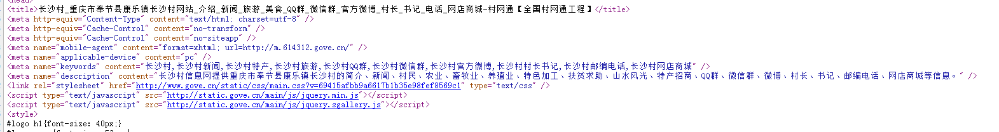 <title>长沙村_重庆市奉节县康乐镇长沙村网站_介绍_新闻_旅游_美食_QQ群_微信群_官方微博_村长_书记_电话_网店商城-村网通【全国村网通工程】</title>
<meta http-equiv="Content-Type" content="text/html; charset=utf-8" />
<meta http-equiv="Cache-Control" content="no-transform" />
<meta http-equiv="Cache-Control" content="no-siteapp" />
<meta name="mobile-agent" content="format=xhtml; url=http://m.614312.gove.cn/" />
<meta name="applicable-device" content="pc" />
<meta name="keywords" content="长沙村,长沙村新闻,长沙村特产,长沙村旅游,长沙村QQ群,长沙村微信群,长沙村官方微博,长沙村村长书记,长沙村邮编电话,长沙村网店商城" />
<meta name="description" content="长沙村信息网提供重庆市奉节县康乐镇长沙村的简介、新闻、村民、农业、畜牧业、养殖业、特色加工、扶贫求助、山水风光、特产招商、QQ群、微信群、微博、村长、书记、邮编电话、网店商城等信息。" />
<link rel="stylesheet" href="http://www.gove.cn/static/css/main.css?v=69415afbb9a6617b1b35e98fef8569c1" type="text/css" />
<script type="text/javascript" src="http://static.gove.cn/main/js/jquery.min.js"></script>
<script type="text/javascript" src="http://static.gove.cn/main/js/jquery.sgallery.js"></script>
<style>
#logo h1{font-size: 40px;}